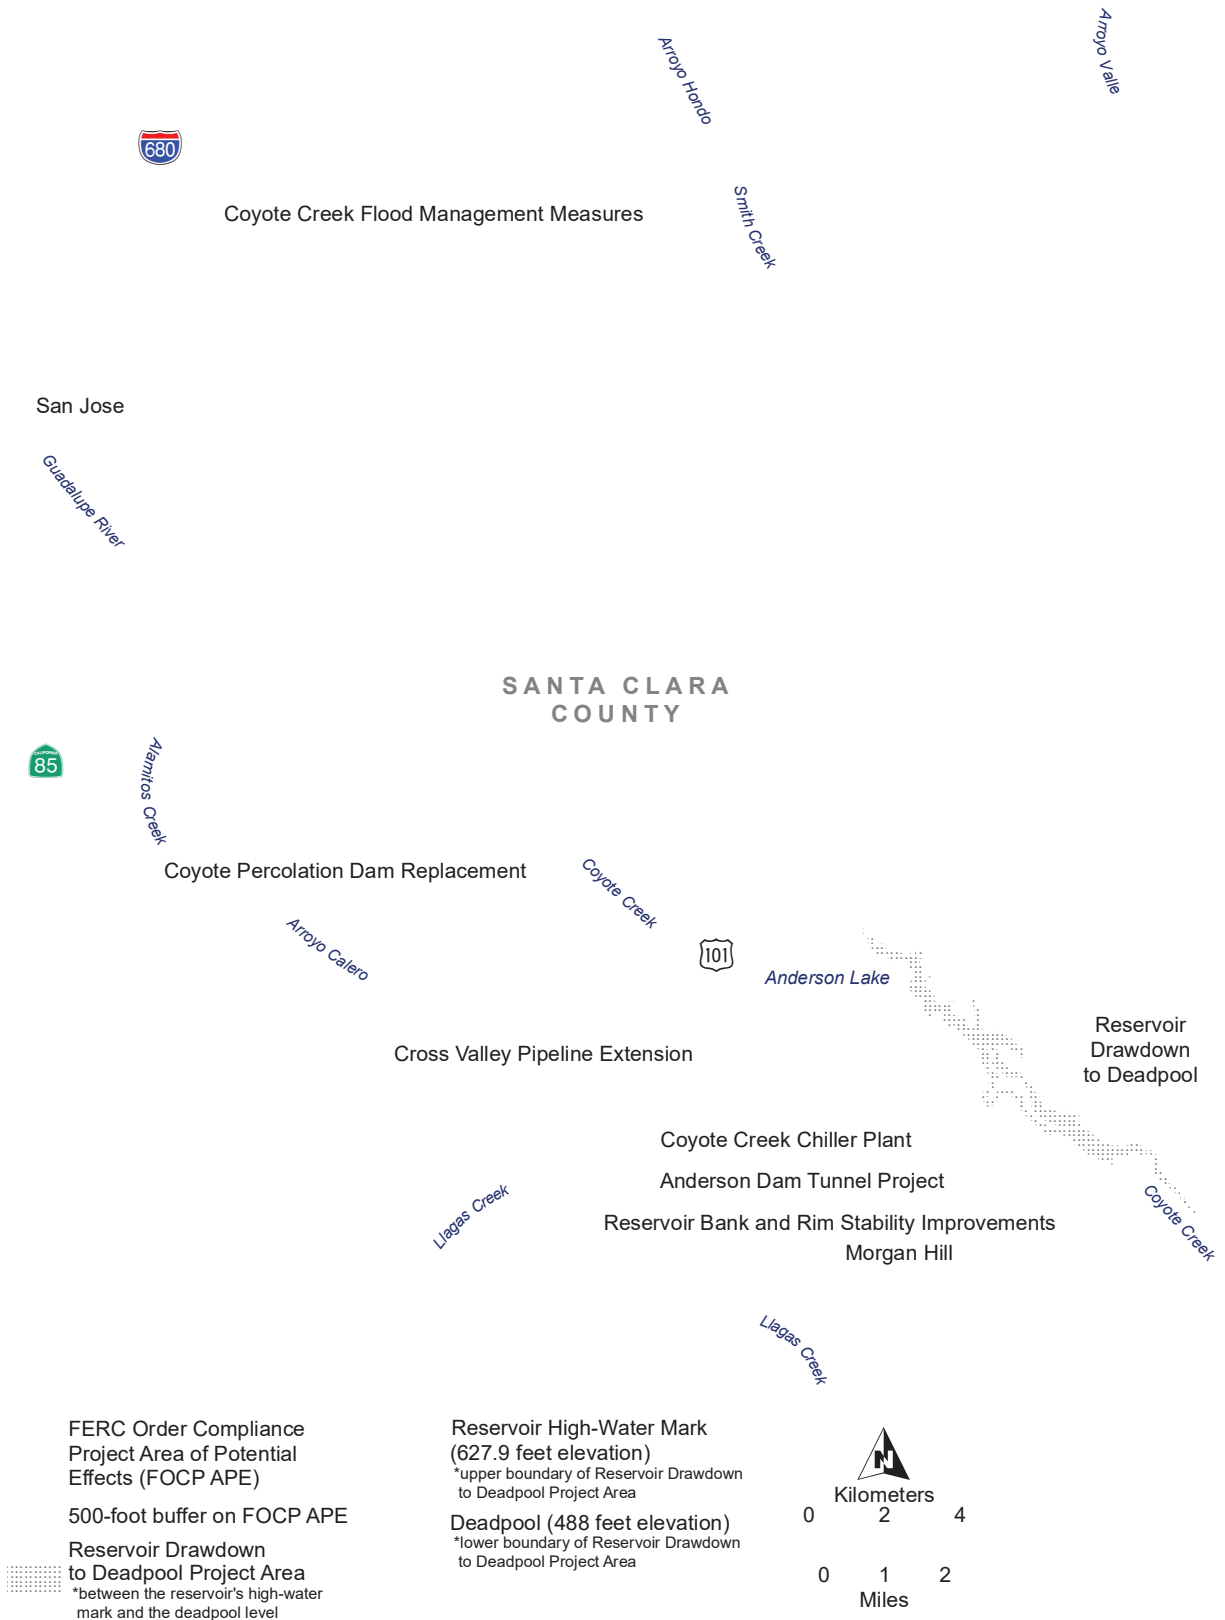 Arroyo Valle
Arroyo Hondo
680
Smith Creek
Coyote Creek Flood Management Measures
San Jose
Guadalupe River
SANTA CLARA
COUNTY
CALIFORNIA
85
Alamitos Creek
Coyote Percolation Dam Replacement
Coyote Creek
Arroyo Calero
101
Anderson Lake
Reservoir
Drawdown
to Deadpool
Cross Valley Pipeline Extension
Coyote Creek Chiller Plant
Anderson Dam Tunnel Project
Coyote Creek
Llagas Creek
Reservoir Bank and Rim Stability Improvements
Morgan Hill
Llagas Creek
FERC Order Compliance
Project Area of Potential
Effects (FOCP APE)
500-foot buffer on FOCP APE
Reservoir Drawdown
to Deadpool Project Area
*between the reservoir's high-water
mark and the deadpool level
Reservoir High-Water Mark
(627.9 feet elevation)
*upper boundary of Reservoir Drawdown
to Deadpool Project Area
Deadpool (488 feet elevation)
*lower boundary of Reservoir Drawdown
to Deadpool Project Area
N
Kilometers
0 2 4
0 1 2
Miles